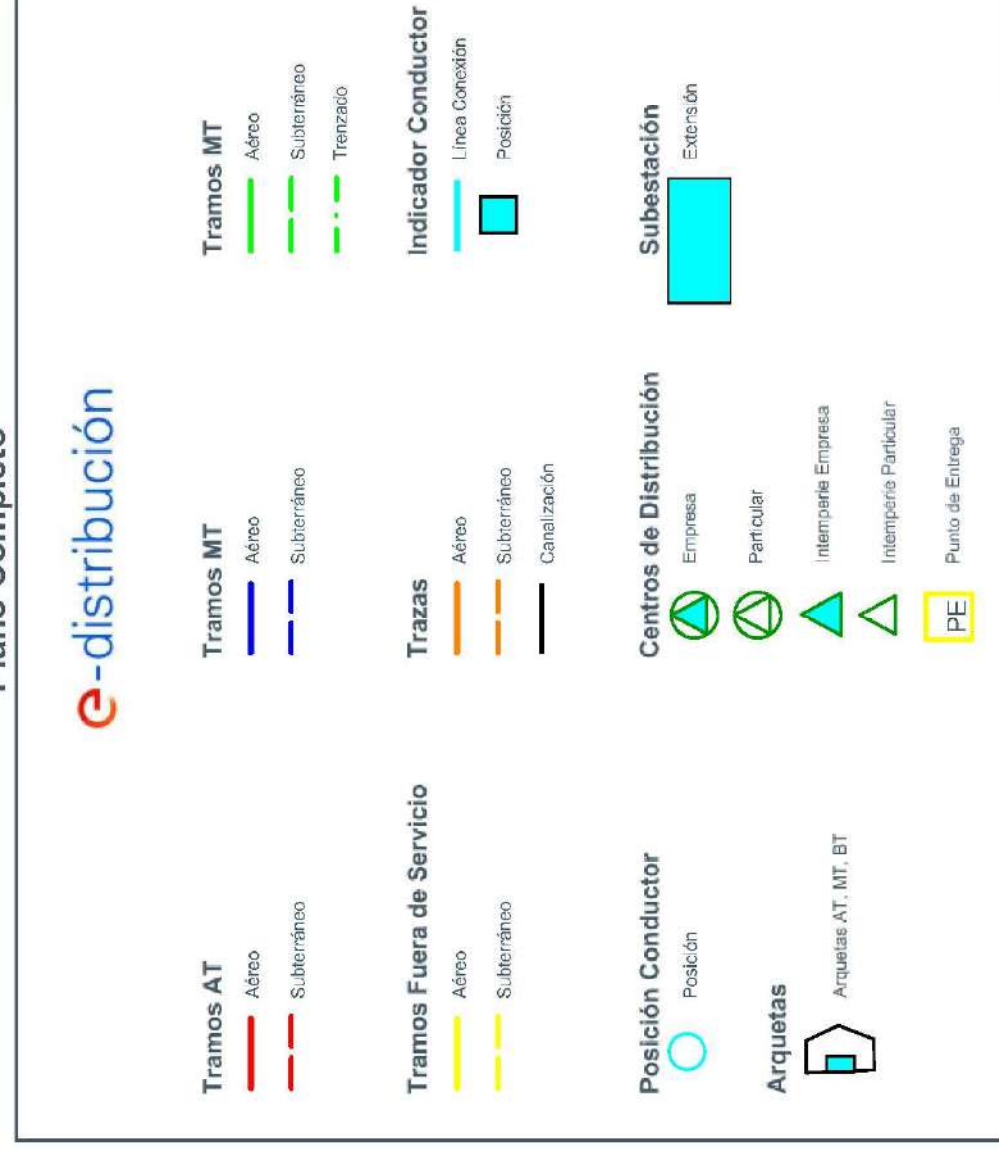 Plano Completo
e-distribución
Tramos AT
Aéreo
Subterráneo
Tramos MT
Aéreo
Subterráneo
Tramos MT
Aéreo
Subterráneo
Trenzado
Tramos Fuera de Servicio
Aéreo
Subterráneo
Trazas
Aéreo
Subterráneo
Canalización
Indicador Conductor
Línea Conexión
Posición
Posición Conductor
Posición
Arquetas
Arquetas AT, MT, BT
Centros de Distribución
Empresa
Particular
Intemperie Empresa
Intemperie Particular
PE Punto de Entrega
Subestación
Extensión